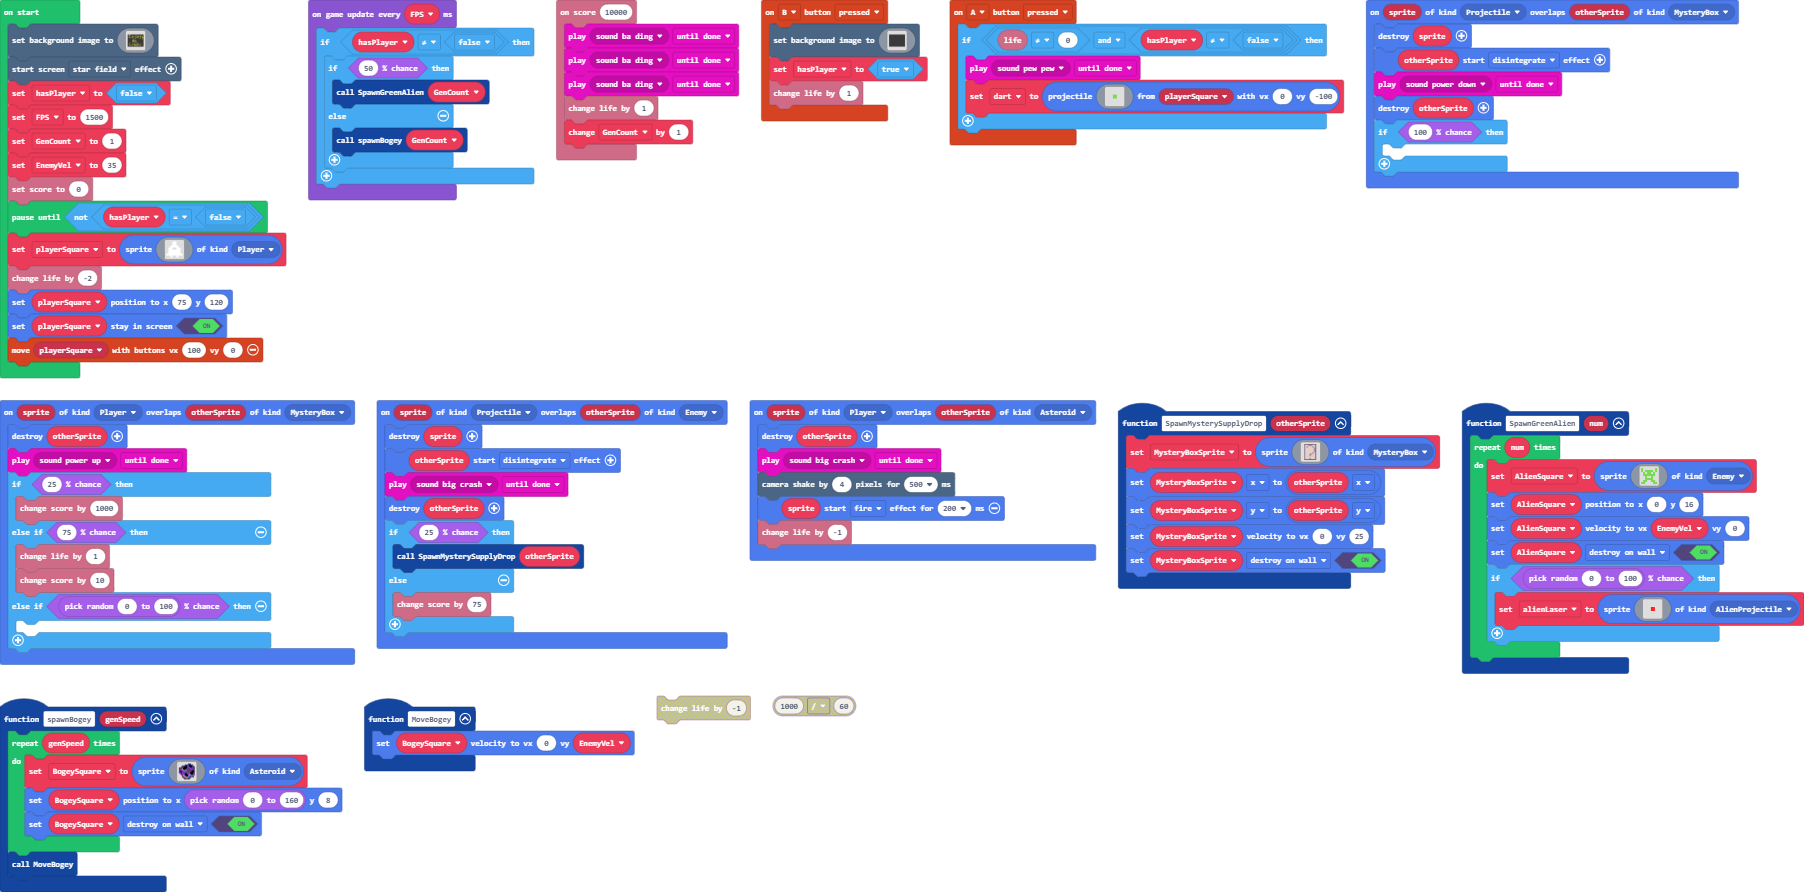 on start
set background image to
start screen star field ▼ effect
set hasPlayer ▼ to false ▼
set FPS ▼ to 1500
set GenCount ▼ to 1
set EnemyVel ▼ to 35
set score to 0
pause until not hasPlayer ▼ = ▼ false ▼
set playerSquare ▼ to sprite of kind Player ▼
change life by -2
set playerSquare ▼ position to x 75 y 120
set playerSquare ▼ stay in screen ON
move playerSquare ▼ with buttons vx 100 vy 0
on game update every FPS ▼ ms
if hasPlayer ▼ ≠ ▼ false ▼ then
if 50 % chance then
call SpawnGreenAlien GenCount ▼
else
call spawnBogey GenCount ▼
on score 10000
play sound ba ding ▼ until done ▼
play sound ba ding ▼ until done ▼
play sound ba ding ▼ until done ▼
change life by 1
change GenCount ▼ by 1
on B ▼ button pressed ▼
set background image to
set hasPlayer ▼ to true ▼
change life by 1
on A ▼ button pressed ▼
if life ≠ ▼ 0 and ▼ hasPlayer ▼ ≠ ▼ false ▼ then
play sound pew pew ▼ until done ▼
set dart ▼ to projectile from playerSquare ▼ with vx 0 vy -100
on sprite of kind Projectile ▼ overlaps otherSprite of kind MysteryBox ▼
destroy sprite
otherSprite start disintegrate ▼ effect
play sound power down ▼ until done ▼
destroy otherSprite
if 100 % chance then
on sprite of kind Player ▼ overlaps otherSprite of kind MysteryBox ▼
destroy otherSprite
play sound power up ▼ until done ▼
if 25 % chance then
change score by 1000
else if 75 % chance then
change life by 1
change score by 10
else if pick random 0 to 100 % chance then
on sprite of kind Projectile ▼ overlaps otherSprite of kind Enemy ▼
destroy sprite
otherSprite start disintegrate ▼ effect
play sound big crash ▼ until done ▼
destroy otherSprite
if 25 % chance then
call SpawnMysterySupplyDrop otherSprite
else
change score by 75
on sprite of kind Player ▼ overlaps otherSprite of kind Asteroid ▼
destroy otherSprite
play sound big crash ▼ until done ▼
camera shake by 4 pixels for 500 ▼ ms
sprite start fire ▼ effect for 200 ▼ ms
change life by -1
function SpawnMysterySupplyDrop otherSprite
set MysteryBoxSprite ▼ to sprite of kind MysteryBox ▼
set MysteryBoxSprite ▼ x ▼ to otherSprite x ▼
set MysteryBoxSprite ▼ y ▼ to otherSprite y ▼
set MysteryBoxSprite ▼ velocity to vx 0 vy 25
set MysteryBoxSprite ▼ destroy on wall ▼ ON
function SpawnGreenAlien num
repeat num times
do
set AlienSquare ▼ to sprite of kind Enemy ▼
set AlienSquare ▼ position to x 0 y 16
set AlienSquare ▼ velocity to vx EnemyVel ▼ vy 0
set AlienSquare ▼ destroy on wall ▼ ON
if pick random 0 to 100 % chance then
set alienLaser ▼ to sprite of kind AlienProjectile ▼
function spawnBogey genSpeed
repeat genSpeed times
do
set BogeySquare ▼ to sprite of kind Asteroid ▼
set BogeySquare ▼ position to x pick random 0 to 160 y 8
set BogeySquare ▼ destroy on wall ▼ ON
call MoveBogey
function MoveBogey
set BogeySquare ▼ velocity to vx 0 vy EnemyVel ▼
change life by -1
1000 / ▼ 60